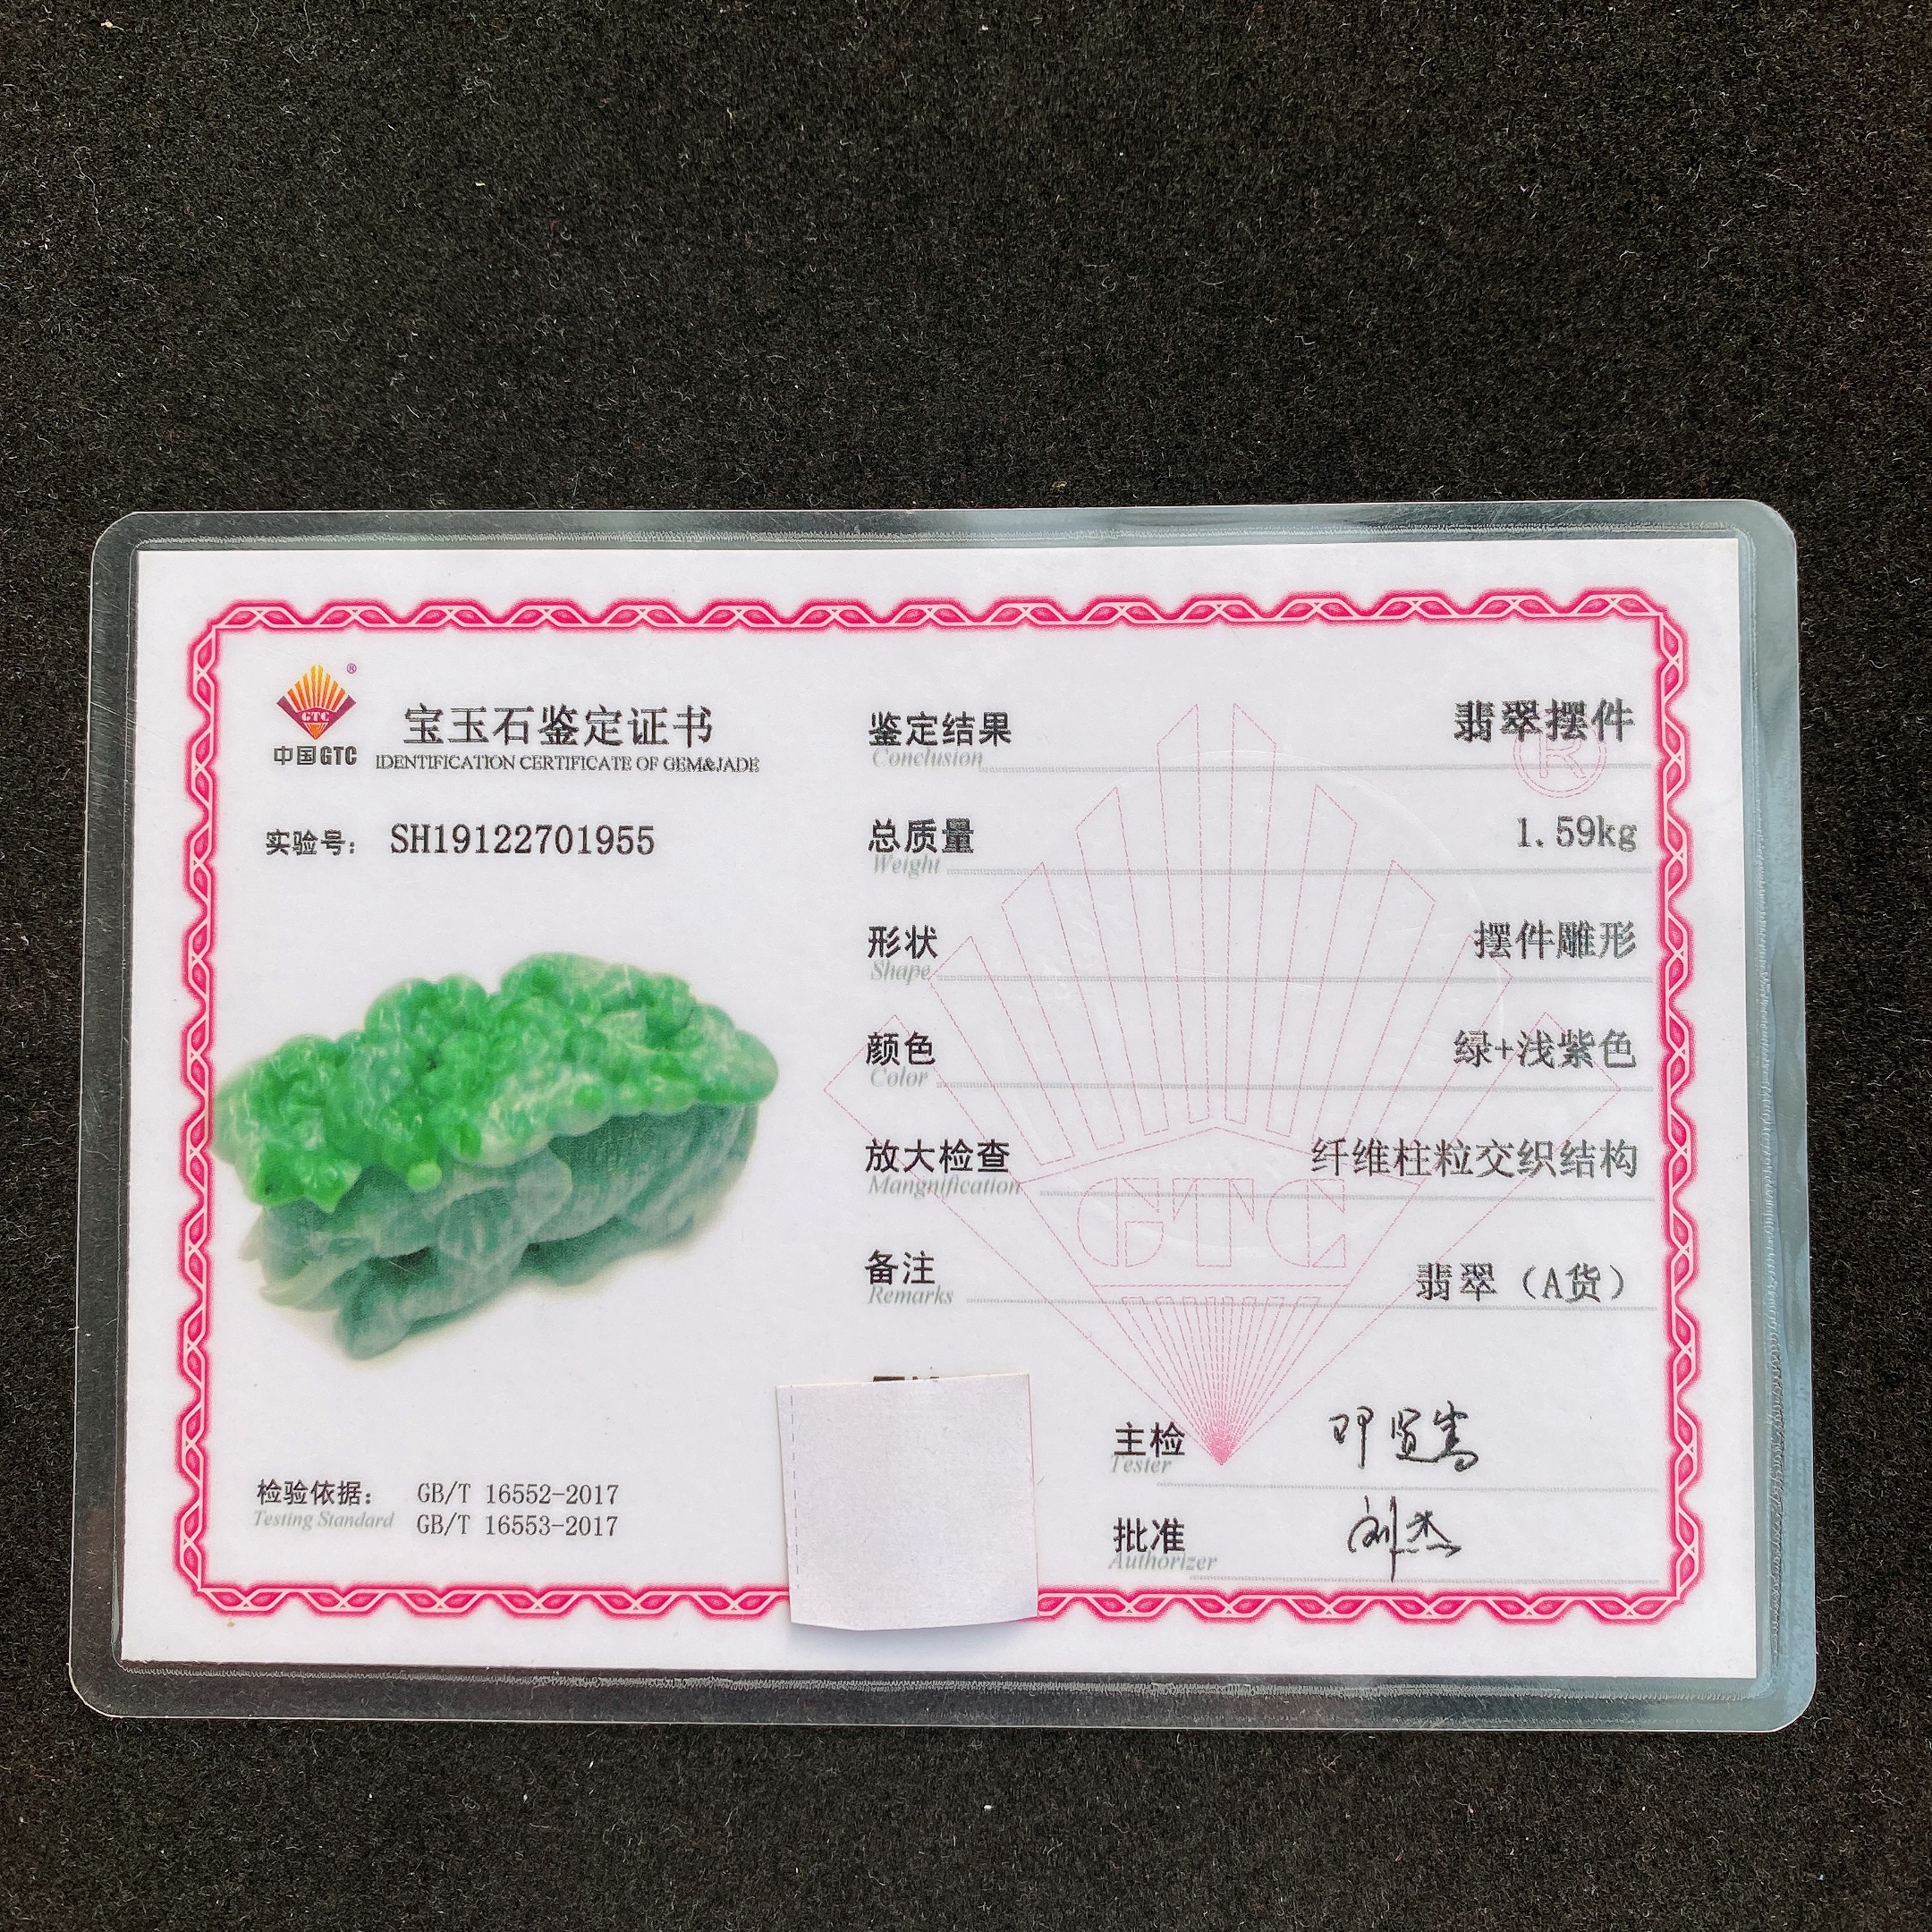 GTC ®
中国GTC
宝玉石鉴定证书
IDENTIFICATION CERTIFICATE OF GEM&JADE
实验号： SH19122701955
检验依据： GB/T 16552-2017
Testing Standard GB/T 16553-2017
鉴定结果 翡翠摆件
Conclusion
总质量 1.59kg
Weight
形状 摆件雕形
Shape
颜色 绿+浅紫色
Color
放大检查 纤维柱粒交织结构
Mangnification
备注 翡翠（A货）
Remarks
GTC
®
主检
Tester
批准 刘杰
Authorizer